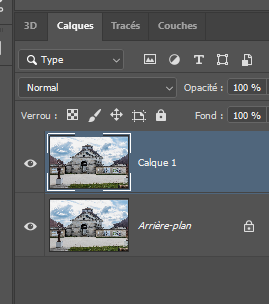 3D Calques Tracés Couches
Type T
Normal Opacité : 100 %
Verrou : Fond : 100 %
Calque 1
Arrière-plan